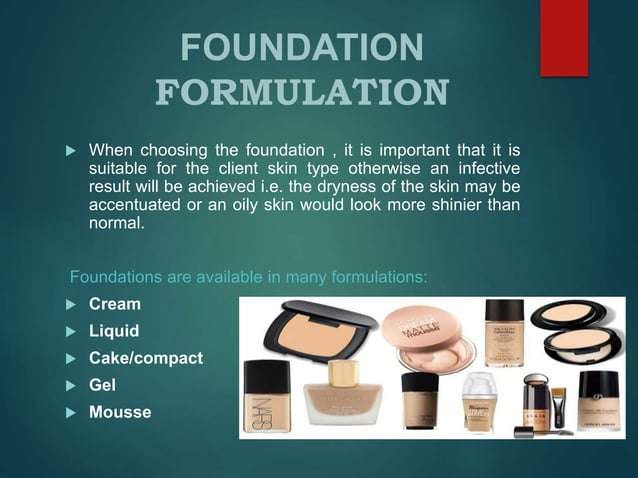 FOUNDATION
FORMULATION
When choosing the foundation , it is important that it is
suitable for the client skin type otherwise an infective
result will be achieved i.e. the dryness of the skin may be
accentuated or an oily skin would look more shinier than
normal.
Foundations are available in many formulations:
Cream
Liquid
Cake/compact
Gel
Mousse
MATTE
mousse
NARS